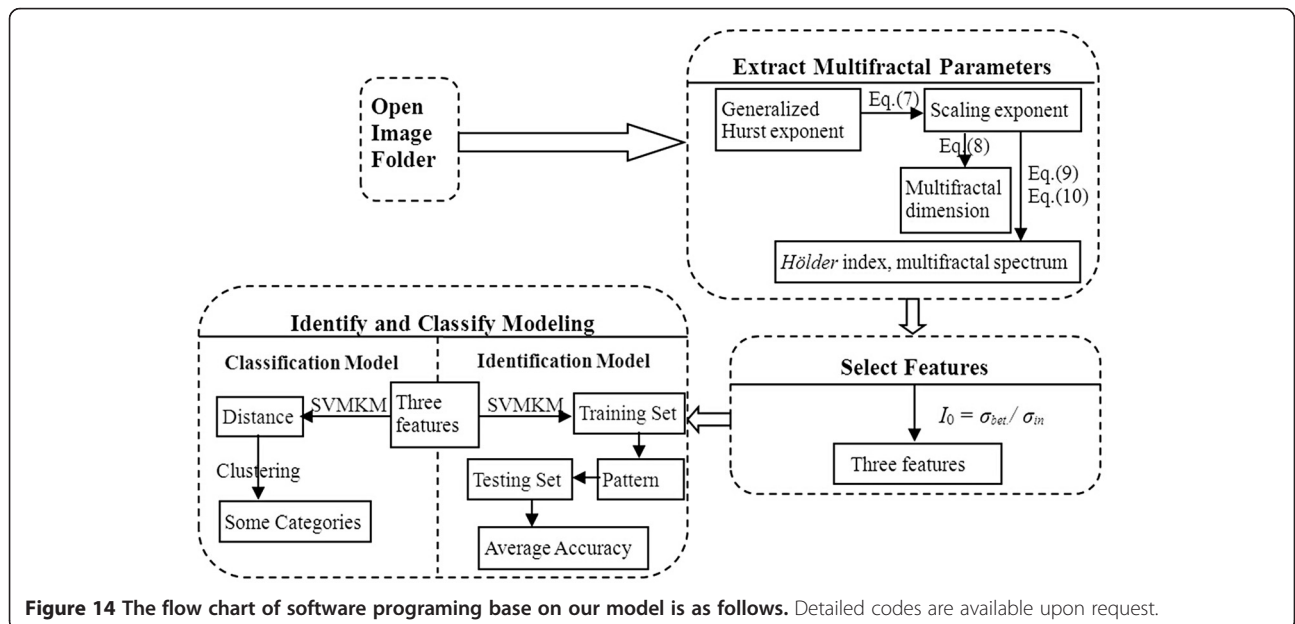 Open
Image
Folder
Extract Multifractal Parameters
Generalized
Hurst exponent
Eq.(7)
Scaling exponent
Eq.(8)
Multifractal
dimension
Eq.(9)
Eq.(10)
Hölder index, multifractal spectrum
Select Features
I₀ = σbet./ σin
Three features
Identify and Classify Modeling
Classification Model
Identification Model
Distance
SVMKM
Three
features
SVMKM
Training Set
Clustering
Testing Set
Pattern
Some Categories
Average Accuracy
Figure 14 The flow chart of software programing base on our model is as follows. Detailed codes are available upon request.